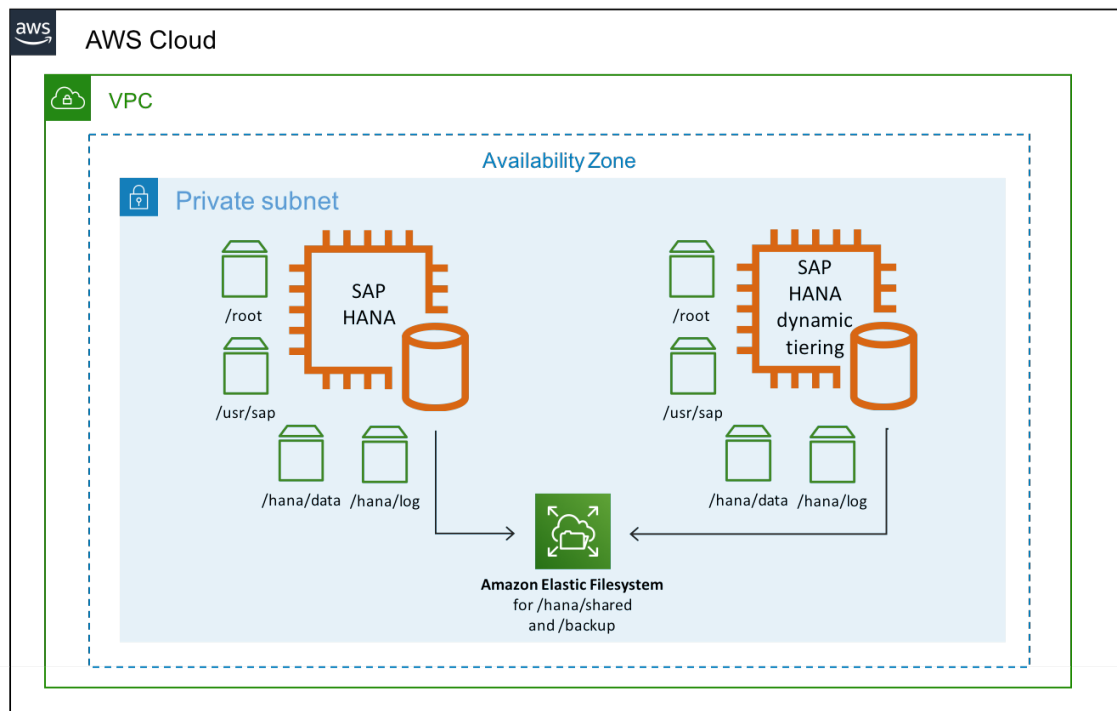 aws
AWS Cloud
VPC
Availability Zone
Private subnet
SAP
HANA
/root
/usr/sap
/hana/data
/hana/log
SAP
HANA
dynamic
tiering
/root
/usr/sap
/hana/data
/hana/log
Amazon Elastic Filesystem
for /hana/shared
and /backup